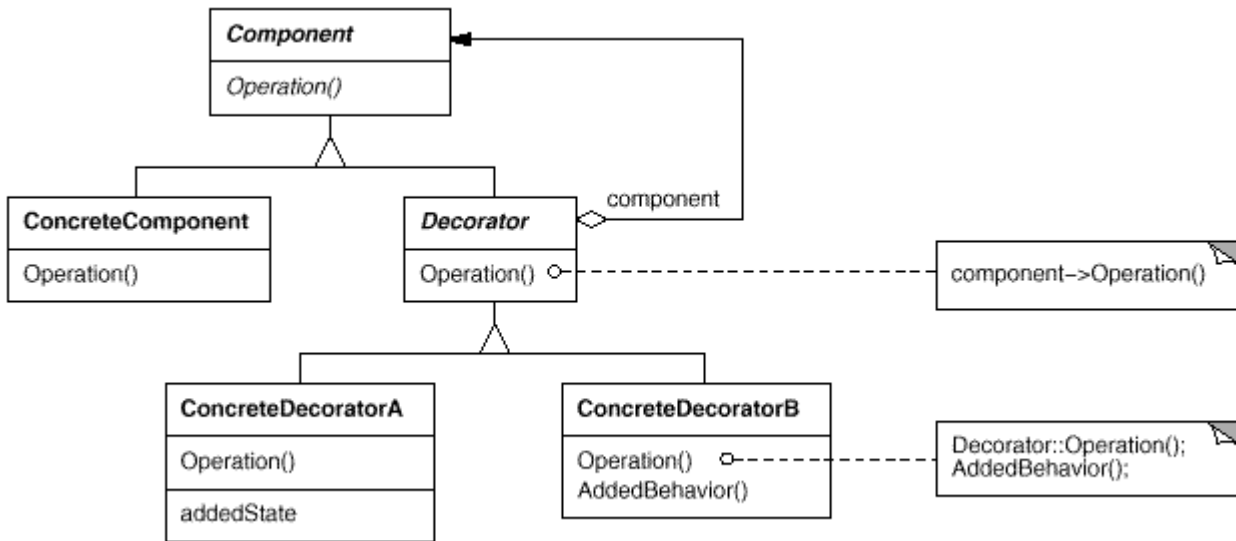 Component
Operation()
component
ConcreteComponent
Operation()
Decorator
Operation()
component–>Operation()
ConcreteDecoratorA
Operation()
addedState
ConcreteDecoratorB
Operation()
AddedBehavior()
Decorator::Operation();
AddedBehavior();